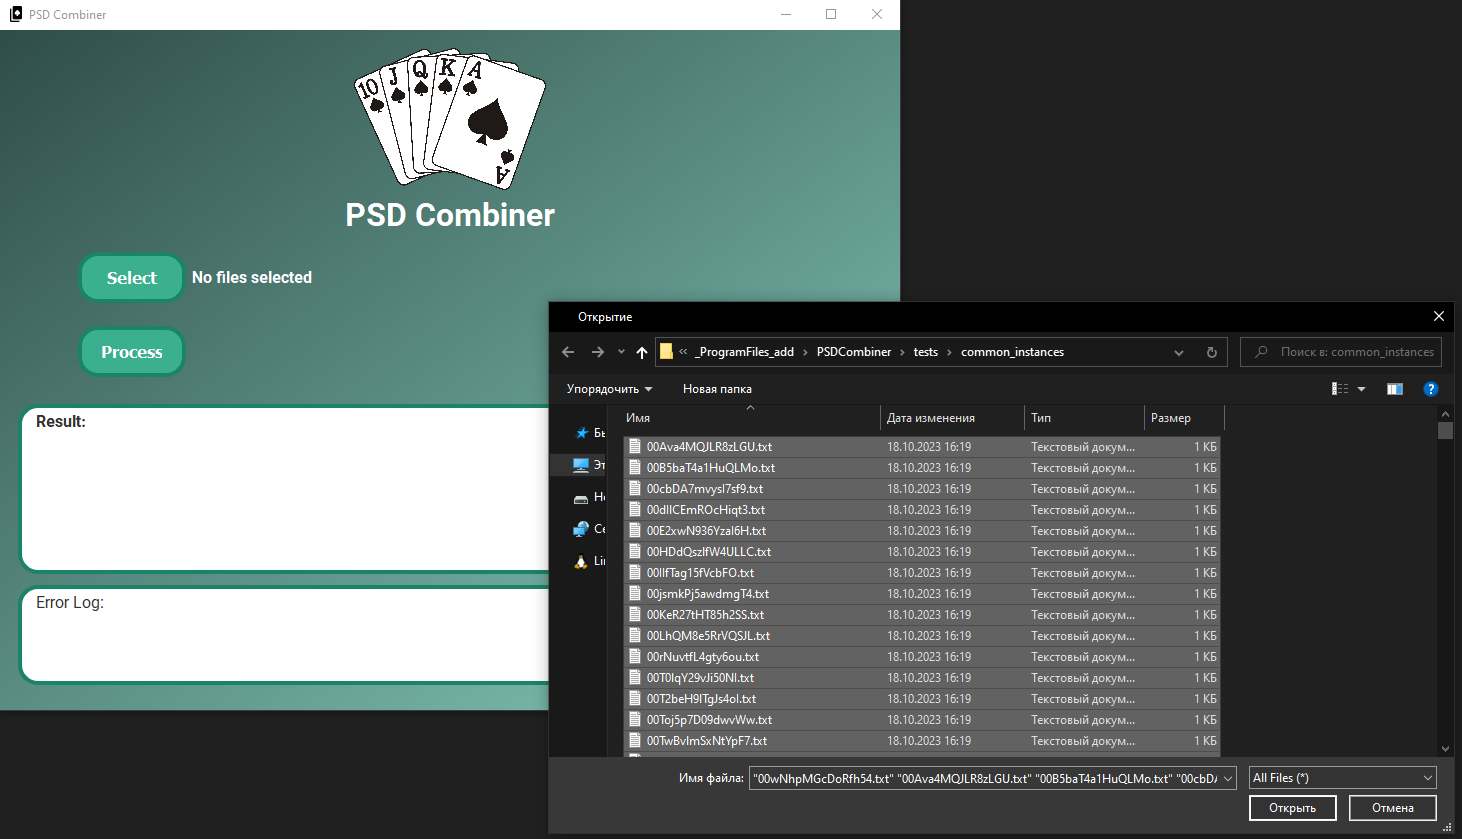 PSD Combiner
10 J Q K A
A
PSD Combiner
Select No files selected
Process
Result:
Error Log:
Открытие
« _ProgramFiles_add › PSDCombiner › tests › common_instances
Поиск в: common_instances
Упорядочить Новая папка
Имя Дата изменения Тип Размер
Бы
Эт
Не
Се
Lin
00Ava4MQJLR8zLGU.txt 18.10.2023 16:19 Текстовый докум... 1 КБ
00B5baT4a1HuQLMo.txt 18.10.2023 16:19 Текстовый докум... 1 КБ
00cbDA7mvysl7sf9.txt 18.10.2023 16:19 Текстовый докум... 1 КБ
00dIICEmROcHiqt3.txt 18.10.2023 16:19 Текстовый докум... 1 КБ
00E2xwN936Yzal6H.txt 18.10.2023 16:19 Текстовый докум... 1 КБ
00HDdQszIfW4ULLC.txt 18.10.2023 16:19 Текстовый докум... 1 КБ
00IlfTag15fVcbFO.txt 18.10.2023 16:19 Текстовый докум... 1 КБ
00jsmkPj5awdmgT4.txt 18.10.2023 16:19 Текстовый докум... 1 КБ
00KeR27tHT85h2SS.txt 18.10.2023 16:19 Текстовый докум... 1 КБ
00LhQM8e5RrVQSJL.txt 18.10.2023 16:19 Текстовый докум... 1 КБ
00rNuvtfL4gty6ou.txt 18.10.2023 16:19 Текстовый докум... 1 КБ
00T0lqY29vJi50NI.txt 18.10.2023 16:19 Текстовый докум... 1 КБ
00T2beH9ITgJs4ol.txt 18.10.2023 16:19 Текстовый докум... 1 КБ
00Toj5p7D09dwvWw.txt 18.10.2023 16:19 Текстовый докум... 1 КБ
00TwBvImSxNtYpF7.txt 18.10.2023 16:19 Текстовый докум... 1 КБ
Имя файла: "00wNhpMGcDoRfh54.txt" "00Ava4MQJLR8zLGU.txt" "00B5baT4a1HuQLMo.txt" "00cbDA
All Files (*)
Открыть Отмена